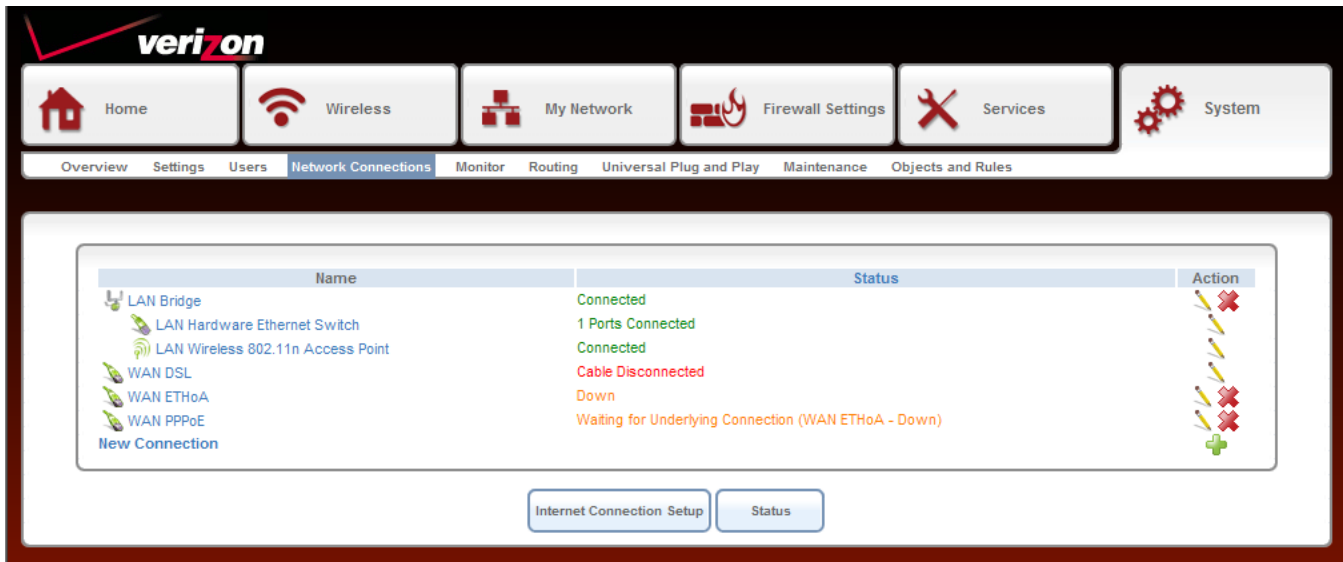 verizon
Home Wireless My Network Firewall Settings Services System
Overview Settings Users Network Connections Monitor Routing Universal Plug and Play Maintenance Objects and Rules
Name Status Action
LAN Bridge Connected
LAN Hardware Ethernet Switch 1 Ports Connected
LAN Wireless 802.11n Access Point Connected
WAN DSL Cable Disconnected
WAN ETHoA Down
WAN PPPoE Waiting for Underlying Connection (WAN ETHoA - Down)
New Connection
Internet Connection Setup Status